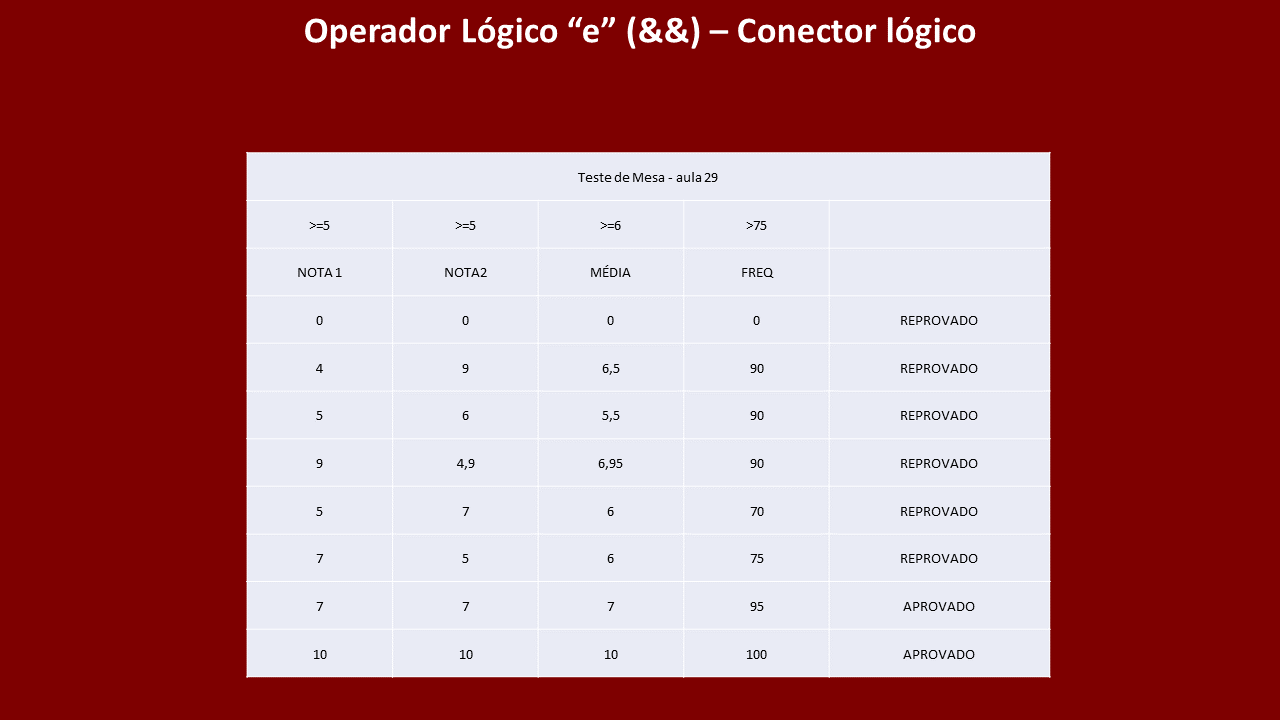 Operador Lógico “e” (&&) – Conector lógico
Teste de Mesa - aula 29
>=5 >=5 >=6 >75
NOTA 1 NOTA2 MÉDIA FREQ
0 0 0 0 REPROVADO
4 9 6,5 90 REPROVADO
5 6 5,5 90 REPROVADO
9 4,9 6,95 90 REPROVADO
5 7 6 70 REPROVADO
7 5 6 75 REPROVADO
7 7 7 95 APROVADO
10 10 10 100 APROVADO